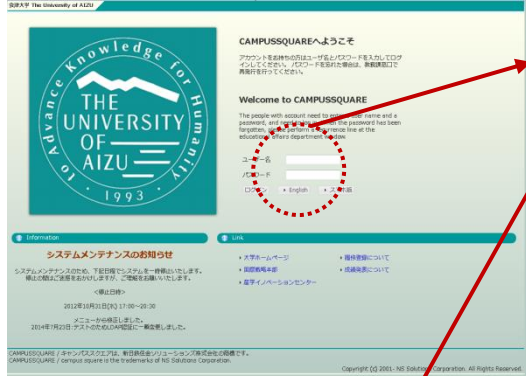 会津大学 The University of AIZU
to Advance Knowledge for Humanity
THE
UNIVERSITY
OF
AIZU
1993
CAMPUSSQUAREへようこそ
アカウントをお持ちの方はユーザ名とパスワードを入力してログ
インしてください。パスワードを忘れた場合は、教務課窓口で
再発行を行ってください。
Welcome to CAMPUSSQUARE
The people with account need to enter user name and a
password, and need to log in. When the password has been
forgotten, please perform a recurrence line at the
educational affairs department window.
ユーザー名
パスワード
ログイン English スマホ版
Information
システムメンテナンスのお知らせ
システムメンテナンスのため、下記日程でシステムを一時停止いたします。
停止の間はご迷惑をおかけしますが、ご理解をお願いいたします。
<停止日時>
2012年10月31日(水) 17:00~20:30
メニューから修正しました。
2014年7月23日:テストのためLDAP認証に一時変更しました。
Link
大学ホームページ
履修登録について
国際戦略本部
成績発表について
産学イノベーションセンター
CAMPUSSQUARE / キャンパススクエアは、新日鉄住金ソリューションズ株式会社の商標です。
CAMPUSSQUARE / campus square is the trademarks of NS Solutions Corporation.
Copyright (c) 2001- NS Solutions Corporation. All Rights Reserved.